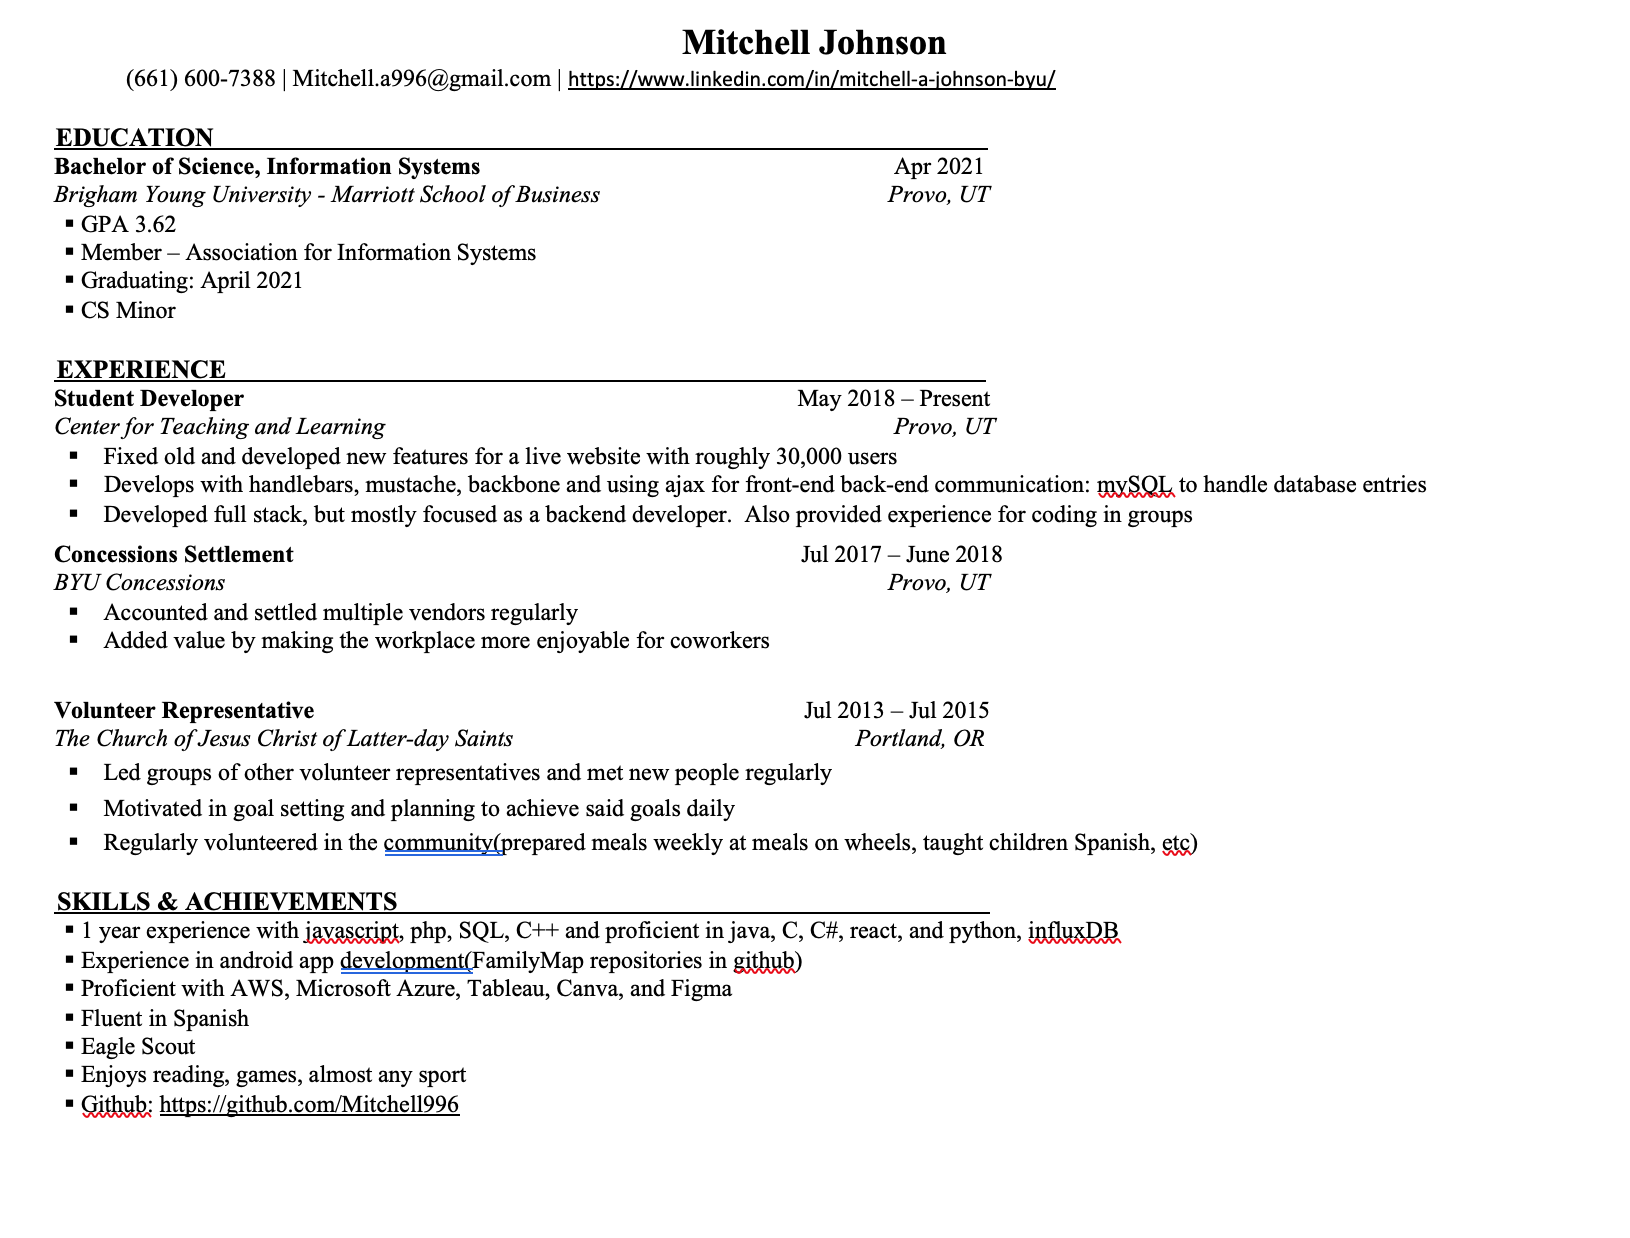 Mitchell Johnson
(661) 600-7388 | Mitchell.a996@gmail.com | https://www.linkedin.com/in/mitchell-a-johnson-byu/
EDUCATION
Bachelor of Science, Information Systems Apr 2021
Brigham Young University - Marriott School of Business Provo, UT
▪ GPA 3.62
▪ Member – Association for Information Systems
▪ Graduating: April 2021
▪ CS Minor
EXPERIENCE
Student Developer May 2018 – Present
Center for Teaching and Learning Provo, UT
▪ Fixed old and developed new features for a live website with roughly 30,000 users
▪ Develops with handlebars, mustache, backbone and using ajax for front-end back-end communication: mySQL to handle database entries
▪ Developed full stack, but mostly focused as a backend developer.  Also provided experience for coding in groups
Concessions Settlement Jul 2017 – June 2018
BYU Concessions Provo, UT
▪ Accounted and settled multiple vendors regularly
▪ Added value by making the workplace more enjoyable for coworkers
Volunteer Representative Jul 2013 – Jul 2015
The Church of Jesus Christ of Latter-day Saints Portland, OR
▪ Led groups of other volunteer representatives and met new people regularly
▪ Motivated in goal setting and planning to achieve said goals daily
▪ Regularly volunteered in the community(prepared meals weekly at meals on wheels, taught children Spanish, etc)
SKILLS & ACHIEVEMENTS
▪ 1 year experience with javascript, php, SQL, C++ and proficient in java, C, C#, react, and python, influxDB
▪ Experience in android app development(FamilyMap repositories in github)
▪ Proficient with AWS, Microsoft Azure, Tableau, Canva, and Figma
▪ Fluent in Spanish
▪ Eagle Scout
▪ Enjoys reading, games, almost any sport
▪ Github: https://github.com/Mitchell996